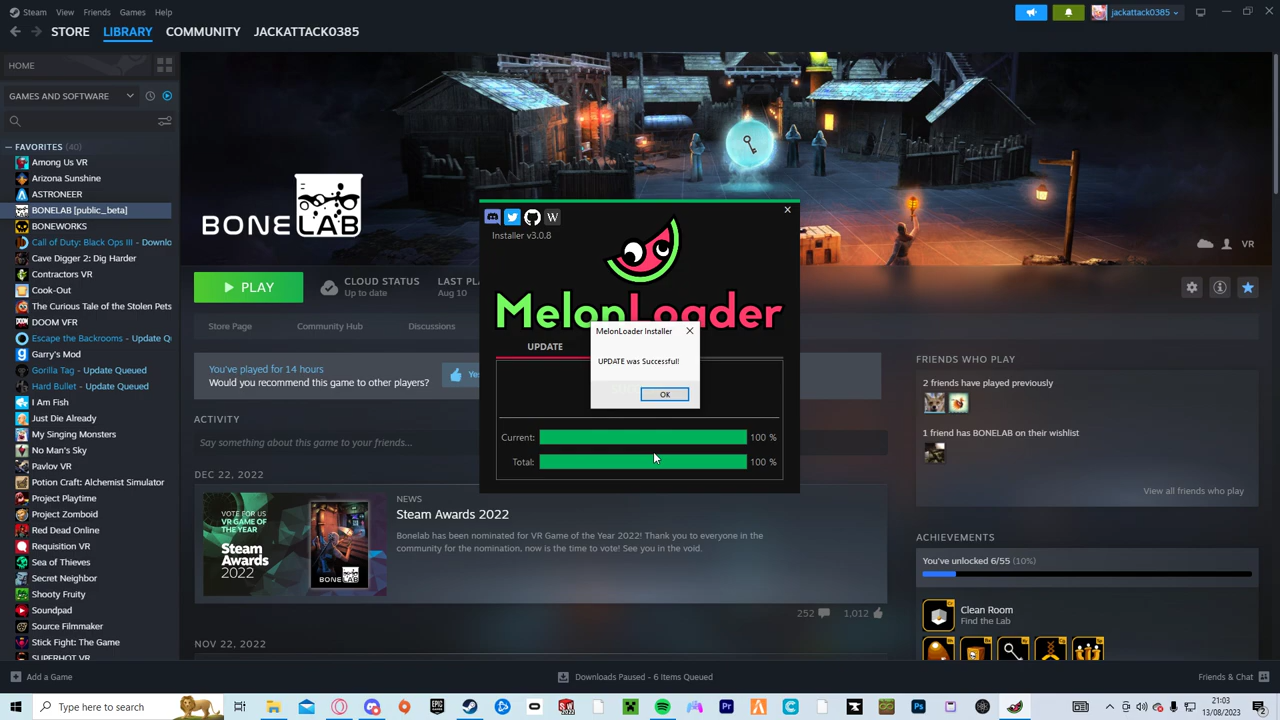 Steam View Friends Games Help
jackattack0385
STORE LIBRARY COMMUNITY JACKATTACK0385
HOME
GAMES AND SOFTWARE
FAVORITES (40)
Among Us VR
Arizona Sunshine
ASTRONEER
BONELAB [public_beta]
BONEWORKS
Call of Duty: Black Ops III - Downlo
Cave Digger 2: Dig Harder
Contractors VR
Cook-Out
The Curious Tale of the Stolen Pets
DOOM VFR
Escape the Backrooms - Update Q
Garry's Mod
Gorilla Tag - Update Queued
Hard Bullet - Update Queued
I Am Fish
Just Die Already
My Singing Monsters
No Man's Sky
Pavlov VR
Potion Craft: Alchemist Simulator
Project Playtime
Project Zomboid
Red Dead Online
Requisition VR
Sea of Thieves
Secret Neighbor
Shooty Fruity
Soundpad
Source Filmmaker
Stick Fight: The Game
SUPERHOT VR
BONELAB
VR
PLAY
CLOUD STATUS
Up to date
LAST PL
Aug 10
Store Page Community Hub Discussions
You've played for 14 hours
Would you recommend this game to other players?
Yes
ACTIVITY
Say something about this game to your friends...
DEC 22, 2022
VOTE FOR US
VR GAME OF
THE YEAR
Steam
Awards
2022
BONELAB
NEWS
Steam Awards 2022
Bonelab has been nominated for VR Game of the Year 2022! Thank you to everyone in the
community for the nomination, now is the time to vote! See you in the void.
252 1,012
NOV 22, 2022
W
Installer v3.0.8
MelonLoader
UPDATE
MelonLoader Installer
UPDATE was Successful!
OK
Current: 100 %
Total: 100 %
FRIENDS WHO PLAY
2 friends have played previously
1 friend has BONELAB on their wishlist
View all friends who play
ACHIEVEMENTS
You've unlocked 6/55 (10%)
Clean Room
Find the Lab
Add a Game
Downloads Paused - 6 Items Queued
Friends & Chat
Type here to search
EPIC
Pr
Ps
21:03
13/08/2023